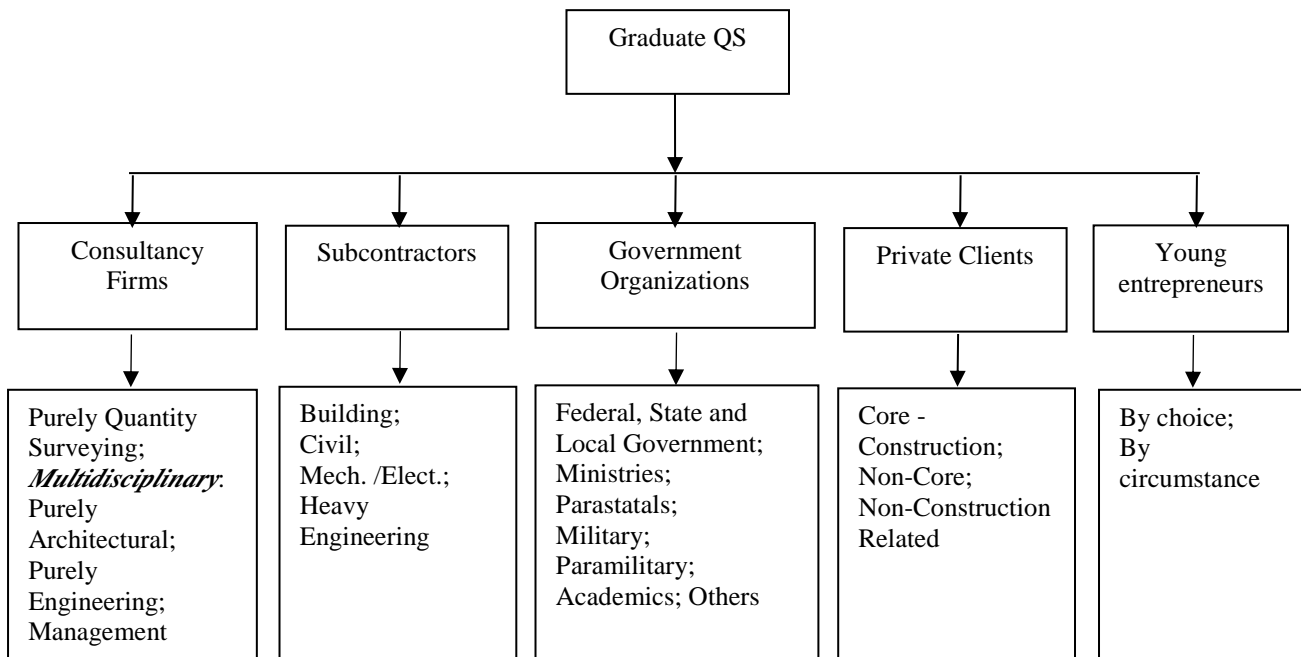 Graduate QS
Consultancy
Firms
Subcontractors
Government
Organizations
Private Clients
Young
entrepreneurs
Purely Quantity
Surveying;
Multidisciplinary:
Purely
Architectural;
Purely
Engineering;
Management
Building;
Civil;
Mech. /Elect.;
Heavy
Engineering
Federal, State and
Local Government;
Ministries;
Parastatals;
Military;
Paramilitary;
Academics; Others
Core -
Construction;
Non-Core;
Non-Construction
Related
By choice;
By
circumstance